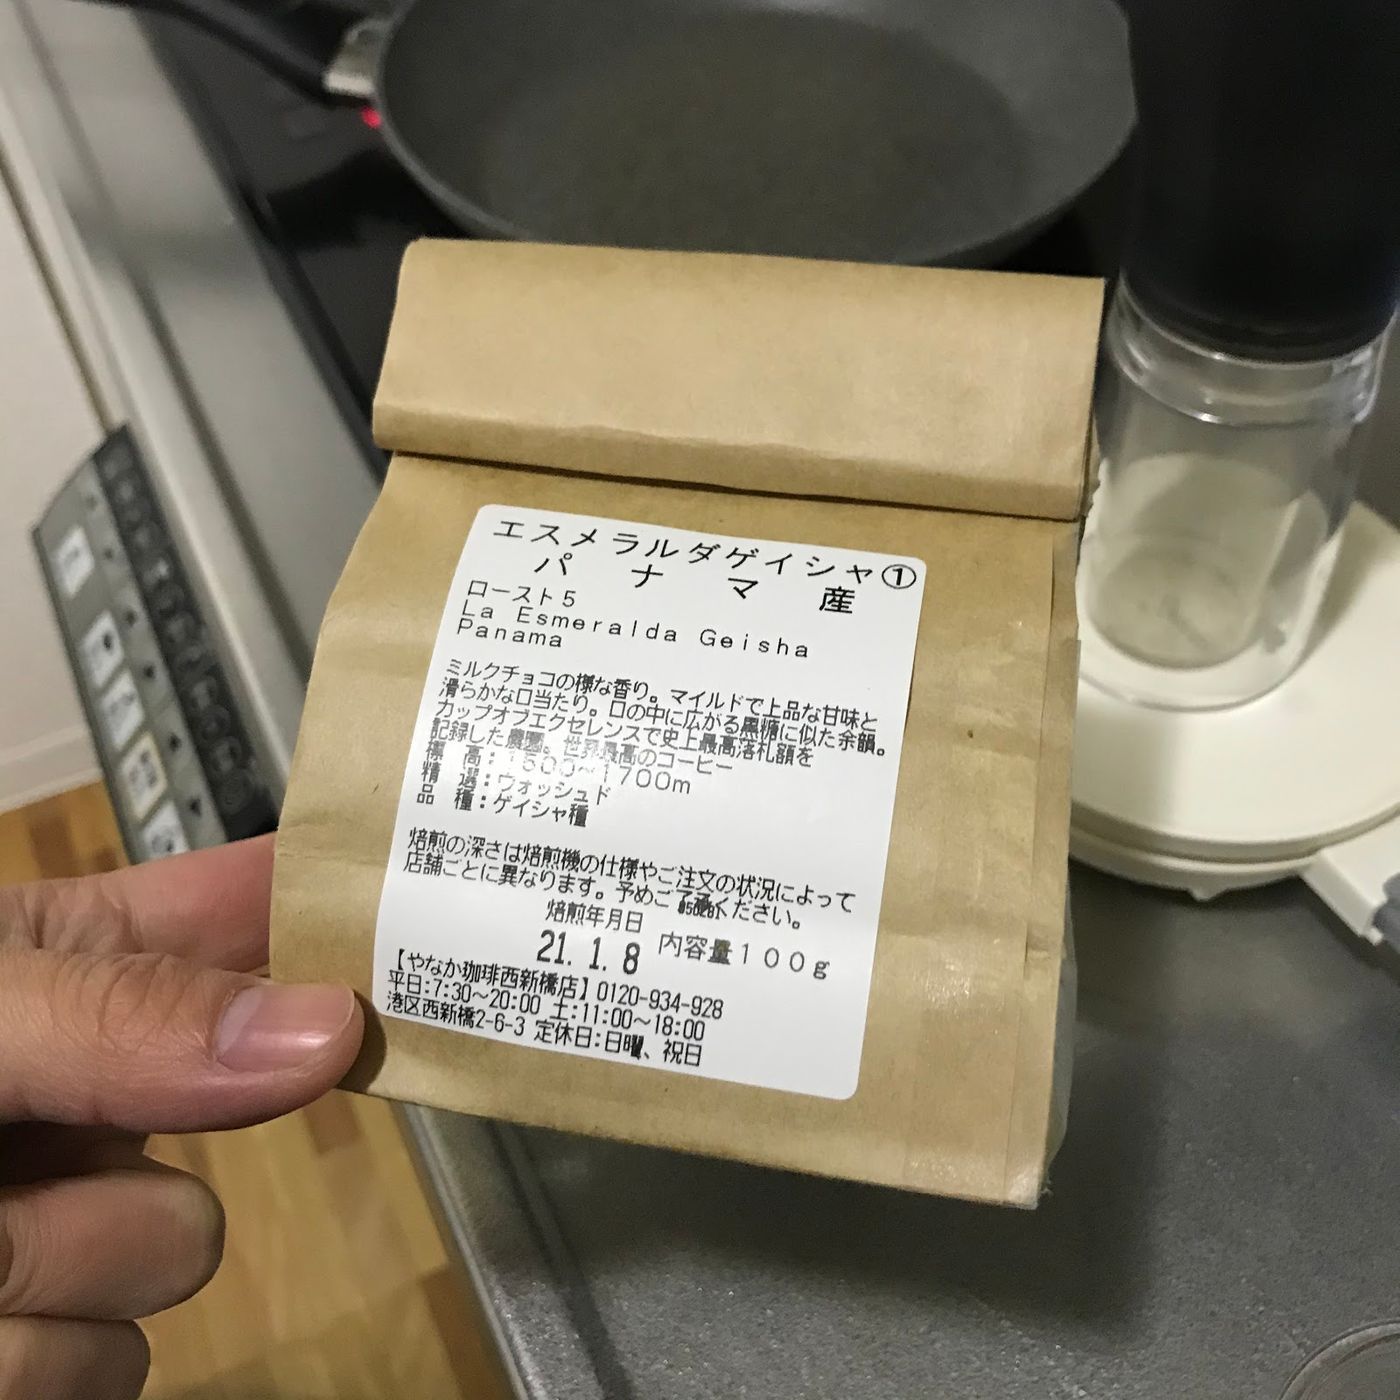 エスメラルダゲイシャ①
パナマ産
ロースト5
La Esmeralda Geisha
Panama
ミルクチョコの様な香り。マイルドで上品な甘味と
滑らかな口当たり。口の中に広がる黒糖に似た余韻。
カップオブエクセレンスで史上最高落札額を
記録した農園。世界最高のコーヒー
標 高:1500~1700m
精 選:ウォッシュド
品 種:ゲイシャ種
焙煎の深さは焙煎機の仕様やご注文の状況によって
店舗ごとに異なります。予めご了承ください。
焙煎年月日
21. 1. 8 内容量100g
【やなか珈琲西新橋店】0120-934-928
平日:7:30~20:00 土:11:00~18:00
港区西新橋2-6-3 定休日:日曜、祝日